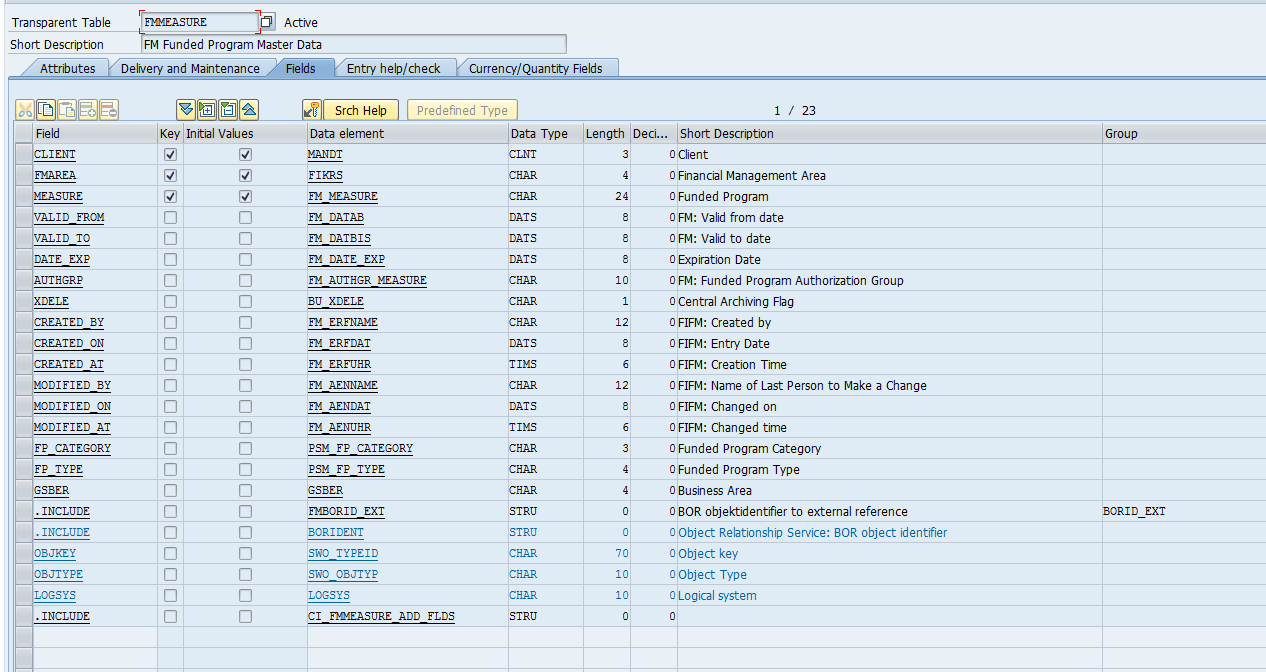 Transparent Table FMMEASURE Active
Short Description FM Funded Program Master Data
Attributes Delivery and Maintenance Fields Entry help/check Currency/Quantity Fields
Srch Help Predefined Type 1 / 23
Field Key Initial Values Data element Data Type Length Deci... Short Description Group
CLIENT MANDT CLNT 3 0 Client
FMAREA FIKRS CHAR 4 0 Financial Management Area
MEASURE FM_MEASURE CHAR 24 0 Funded Program
VALID_FROM FM_DATAB DATS 8 0 FM: Valid from date
VALID_TO FM_DATBIS DATS 8 0 FM: Valid to date
DATE_EXP FM_DATE_EXP DATS 8 0 Expiration Date
AUTHGRP FM_AUTHGR_MEASURE CHAR 10 0 FM: Funded Program Authorization Group
XDELE BU_XDELE CHAR 1 0 Central Archiving Flag
CREATED_BY FM_ERFNAME CHAR 12 0 FIFM: Created by
CREATED_ON FM_ERFDAT DATS 8 0 FIFM: Entry Date
CREATED_AT FM_ERFUHR TIMS 6 0 FIFM: Creation Time
MODIFIED_BY FM_AENNAME CHAR 12 0 FIFM: Name of Last Person to Make a Change
MODIFIED_ON FM_AENDAT DATS 8 0 FIFM: Changed on
MODIFIED_AT FM_AENUHR TIMS 6 0 FIFM: Changed time
FP_CATEGORY PSM_FP_CATEGORY CHAR 3 0 Funded Program Category
FP_TYPE PSM_FP_TYPE CHAR 4 0 Funded Program Type
GSBER GSBER CHAR 4 0 Business Area
.INCLUDE FMBORID_EXT STRU 0 0 BOR objektidentifier to external reference BORID_EXT
.INCLUDE BORIDENT STRU 0 0 Object Relationship Service: BOR object identifier
OBJKEY SWO_TYPEID CHAR 70 0 Object key
OBJTYPE SWO_OBJTYP CHAR 10 0 Object Type
LOGSYS LOGSYS CHAR 10 0 Logical system
.INCLUDE CI_FMMEASURE_ADD_FLDS STRU 0 0